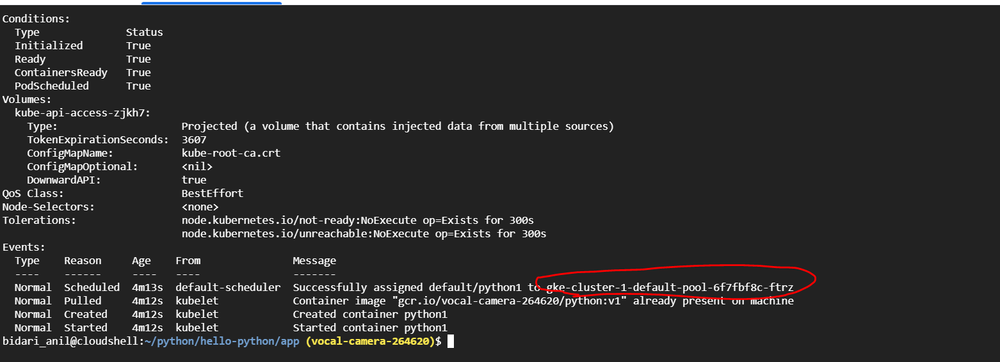 Conditions:
Type Status
Initialized True
Ready True
ContainersReady True
PodScheduled True
Volumes:
kube-api-access-zjkh7:
Type: Projected (a volume that contains injected data from multiple sources)
TokenExpirationSeconds: 3607
ConfigMapName: kube-root-ca.crt
ConfigMapOptional: <nil>
DownwardAPI: true
QoS Class: BestEffort
Node-Selectors: <none>
Tolerations: node.kubernetes.io/not-ready:NoExecute op=Exists for 300s
node.kubernetes.io/unreachable:NoExecute op=Exists for 300s
Events:
Type Reason Age From Message
---- ------ ---- ---- -------
Normal Scheduled 4m13s default-scheduler Successfully assigned default/python1 to gke-cluster-1-default-pool-6f7fbf8c-ftrz
Normal Pulled 4m12s kubelet Container image "gcr.io/vocal-camera-264620/python:v1" already present on machine
Normal Created 4m12s kubelet Created container python1
Normal Started 4m12s kubelet Started container python1
bidari_anil@cloudshell:~/python/hello-python/app (vocal-camera-264620)$